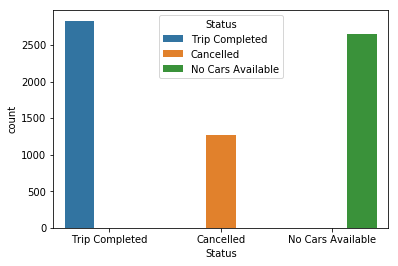 Status
Trip Completed
Cancelled
No Cars Available
2500
2000
1500
1000
500
0
count
Trip Completed Cancelled No Cars Available
Status